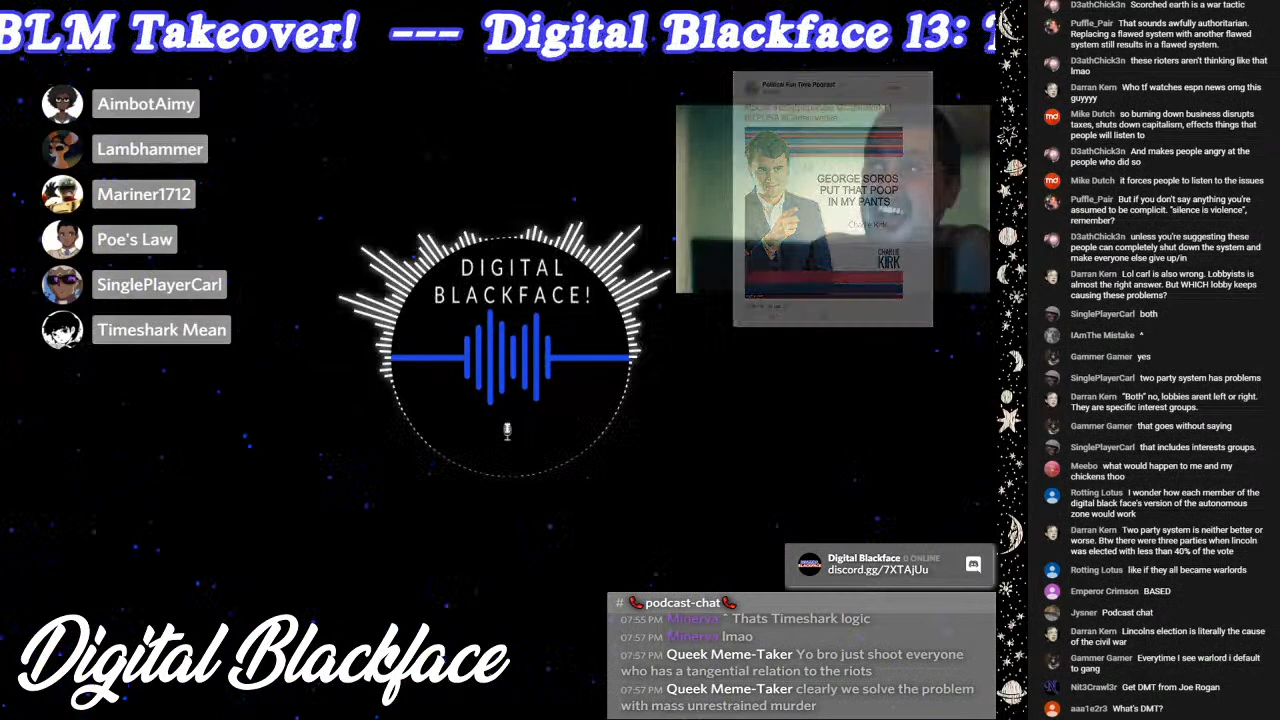 BLM Takeover! --- Digital Blackface 13:
AimbotAimy
Lambhammer
Mariner1712
Poe's Law
SinglePlayerCarl
Timeshark Mean
DIGITAL
BLACKFACE!
Political Fun Time Podcast
GEORGE SOROS
PUT THAT POOP
IN MY PANTS
Charlie Kirk
CHARLIE
KIRK
Digital Blackface 0 ONLINE
discord.gg/7XTAjUu
# 📞podcast-chat📞
07:55 PM Minerva ^ Thats Timeshark logic
07:57 PM Minerva lmao
07:57 PM Queek Meme-Taker Yo bro just shoot everyone
who has a tangential relation to the riots
07:57 PM Queek Meme-Taker clearly we solve the problem
with mass unrestrained murder
Digital Blackface
D3athChick3n Scorched earth is a war tactic
Puffle_Pair That sounds awfully authoritarian.
Replacing a flawed system with another flawed
system still results in a flawed system.
D3athChick3n these rioters aren't thinking like that
lmao
Darran Kern Who tf watches espn news omg this
guyyyy
Mike Dutch so burning down business disrupts
taxes, shuts down capitalism, effects things that
people will listen to
D3athChick3n And makes people angry at the
people who did so
Mike Dutch it forces people to listen to the issues
Puffle_Pair But if you don't say anything you're
assumed to be complicit. "silence is violence",
remember?
D3athChick3n unless you're suggesting these
people can completely shut down the system and
make everyone else give up/in
Darran Kern Lol carl is also wrong. Lobbyists is
almost the right answer. But WHICH lobby keeps
causing these problems?
SinglePlayerCarl both
IAmThe Mistake ^
Gammer Gamer yes
SinglePlayerCarl two party system has problems
Darran Kern "Both" no, lobbies arent left or right.
They are specific interest groups.
Gammer Gamer that goes without saying
SinglePlayerCarl that includes interests groups.
Meebo what would happen to me and my
chickens thoo
Rotting Lotus I wonder how each member of the
digital black face's version of the autonomous
zone would work
Darran Kern Two party system is neither better or
worse. Btw there were three parties when lincoln
was elected with less than 40% of the vote
Rotting Lotus like if they all became warlords
Emperor Crimson BASED
Jysner Podcast chat
Darran Kern Lincolns election is literally the cause
of the civil war
Gammer Gamer Everytime I see warlord i default
to gang
Nit3Crawl3r Get DMT from Joe Rogan
aaa1e2r3 What's DMT?